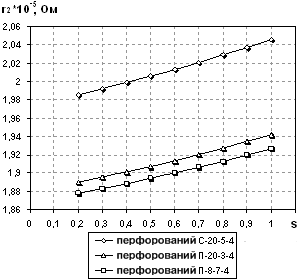 r₂*10⁻⁵, Ом
2,06
2,04
2,02
2
1,98
1,96
1,94
1,92
1,9
1,88
1,86
0 0,1 0,2 0,3 0,4 0,5 0,6 0,7 0,8 0,9 1 s
перфорований С-20-5-4
перфорований П-20-3-4
перфорований П-8-7-4